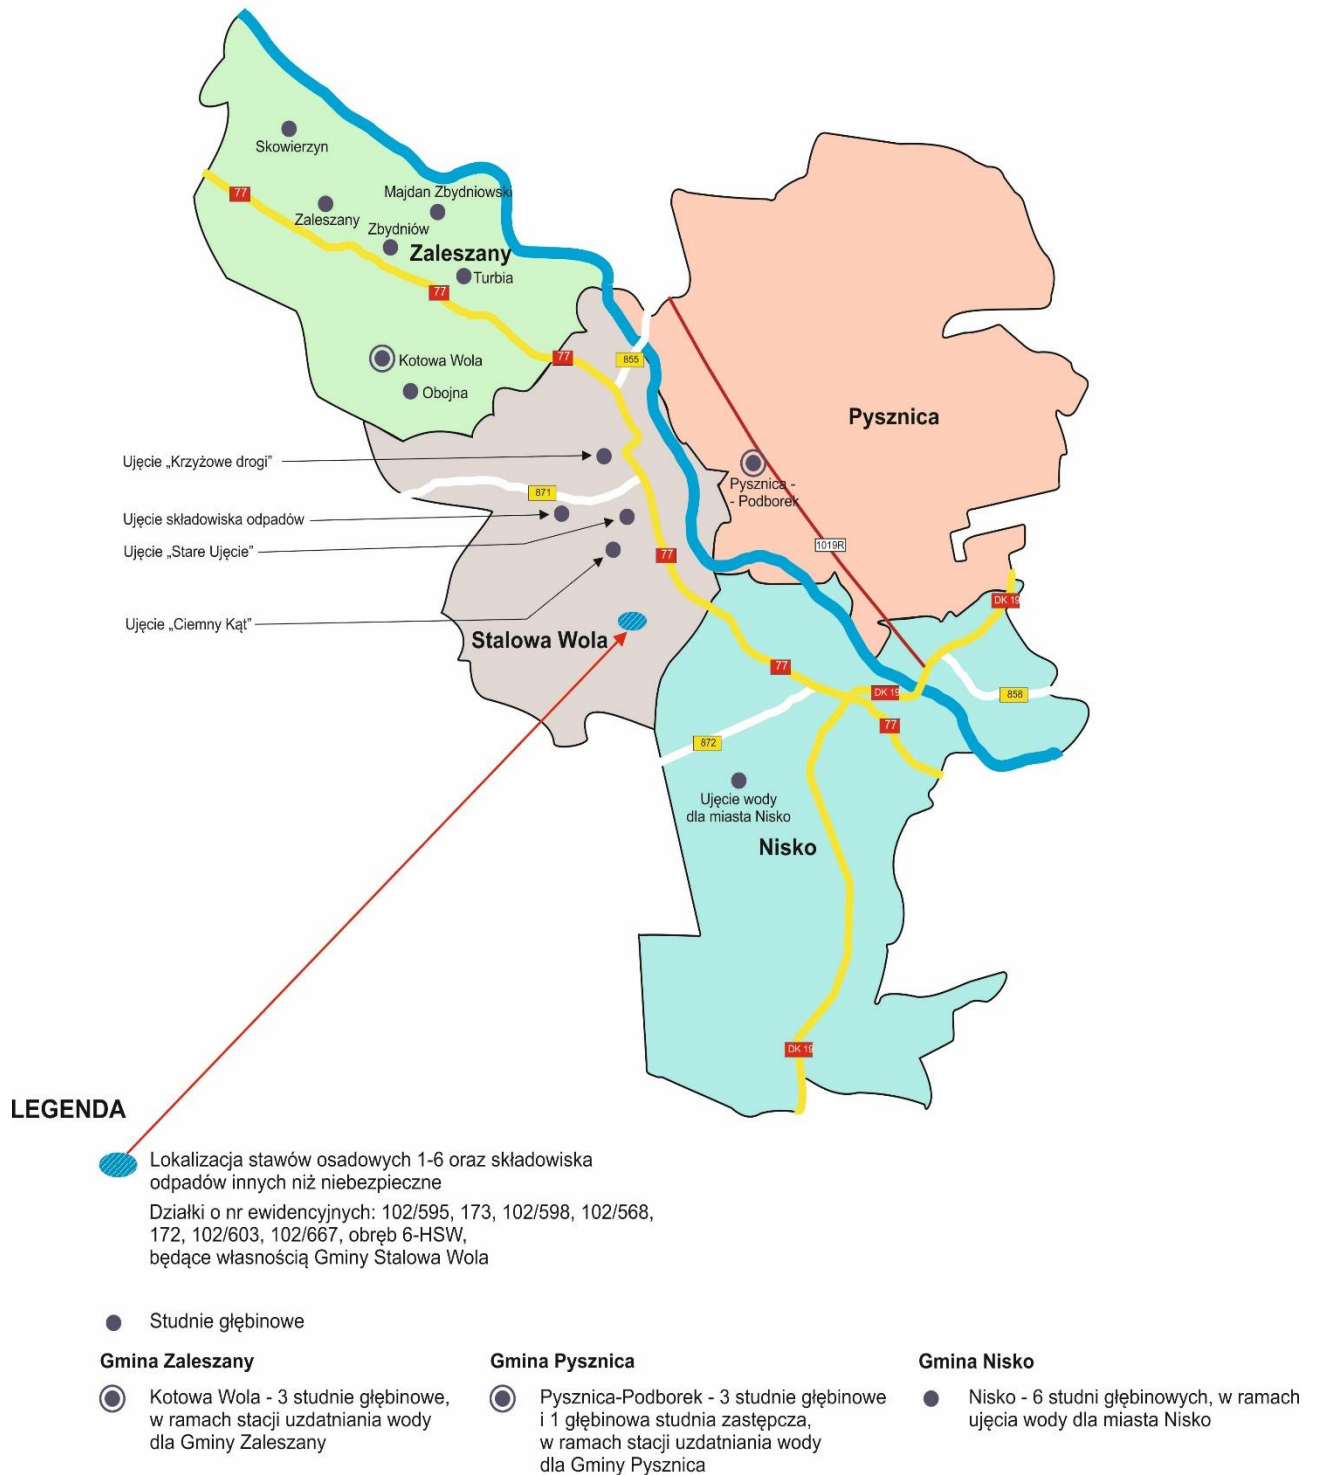 Skowierzyn
77
Majdan Zbydniowski
Zaleszany
Zbydniów
Zaleszany
Turbia
77
77
855
Kotowa Wola
Obojna
Pysznica
Ujęcie „Krzyżowe drogi”
Pysznica -
- Podborek
871
Ujęcie składowiska odpadów
Ujęcie „Stare Ujęcie”
1019R
77
DK 19
Ujęcie „Ciemny Kąt”
Stalowa Wola
77
DK 19
858
77
872
Ujęcie wody
dla miasta Nisko
Nisko
DK 19
LEGENDA
Lokalizacja stawów osadowych 1-6 oraz składowiska
odpadów innych niż niebezpieczne
Działki o nr ewidencyjnych: 102/595, 173, 102/598, 102/568,
172, 102/603, 102/667, obręb 6-HSW,
będące własnością Gminy Stalowa Wola
Studnie głębinowe
Gmina Zaleszany
Kotowa Wola - 3 studnie głębinowe,
w ramach stacji uzdatniania wody
dla Gminy Zaleszany
Gmina Pysznica
Pysznica-Podborek - 3 studnie głębinowe
i 1 głębinowa studnia zastępcza,
w ramach stacji uzdatniania wody
dla Gminy Pysznica
Gmina Nisko
Nisko - 6 studni głębinowych, w ramach
ujęcia wody dla miasta Nisko